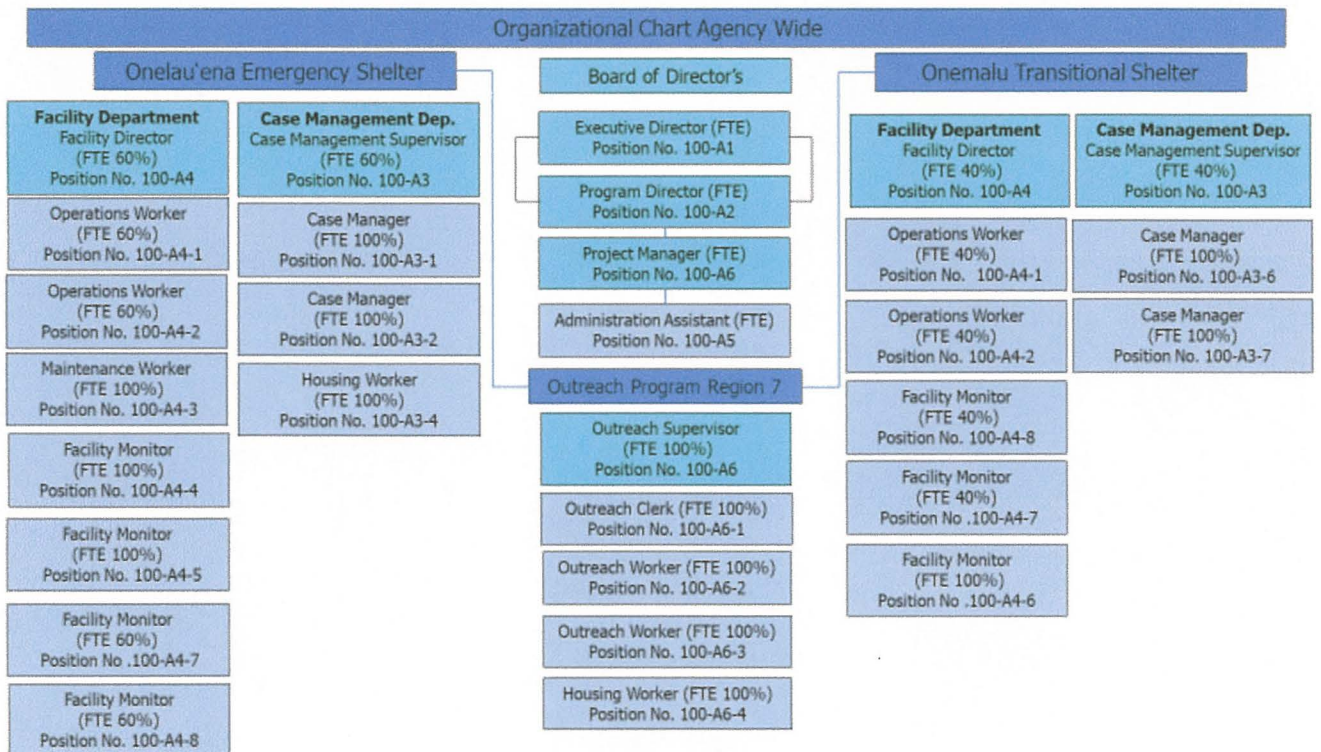 Organizational Chart Agency Wide
Onelau'ena Emergency Shelter
Facility Department
Facility Director
(FTE 60%)
Position No. 100-A4
Operations Worker
(FTE 60%)
Position No. 100-A4-1
Operations Worker
(FTE 60%)
Position No. 100-A4-2
Maintenance Worker
(FTE 100%)
Position No. 100-A4-3
Facility Monitor
(FTE 100%)
Position No. 100-A4-4
Facility Monitor
(FTE 100%)
Position No. 100-A4-5
Facility Monitor
(FTE 60%)
Position No .100-A4-7
Facility Monitor
(FTE 60%)
Position No. 100-A4-8
Case Management Dep.
Case Management Supervisor
(FTE 60%)
Position No. 100-A3
Case Manager
(FTE 100%)
Position No. 100-A3-1
Case Manager
(FTE 100%)
Position No. 100-A3-2
Housing Worker
(FTE 100%)
Position No. 100-A3-4
Board of Director's
Executive Director (FTE)
Position No. 100-A1
Program Director (FTE)
Position No. 100-A2
Project Manager (FTE)
Position No. 100-A6
Administration Assistant (FTE)
Position No. 100-A5
Outreach Program Region 7
Outreach Supervisor
(FTE 100%)
Position No. 100-A6
Outreach Clerk (FTE 100%)
Position No. 100-A6-1
Outreach Worker (FTE 100%)
Position No. 100-A6-2
Outreach Worker (FTE 100%)
Position No. 100-A6-3
Housing Worker (FTE 100%)
Position No. 100-A6-4
Onemalu Transitional Shelter
Facility Department
Facility Director
(FTE 40%)
Position No. 100-A4
Operations Worker
(FTE 40%)
Position No. 100-A4-1
Operations Worker
(FTE 40%)
Position No. 100-A4-2
Facility Monitor
(FTE 40%)
Position No. 100-A4-8
Facility Monitor
(FTE 40%)
Position No .100-A4-7
Facility Monitor
(FTE 100%)
Position No .100-A4-6
Case Management Dep.
Case Management Supervisor
(FTE 40%)
Position No. 100-A3
Case Manager
(FTE 100%)
Position No. 100-A3-6
Case Manager
(FTE 100%)
Position No. 100-A3-7